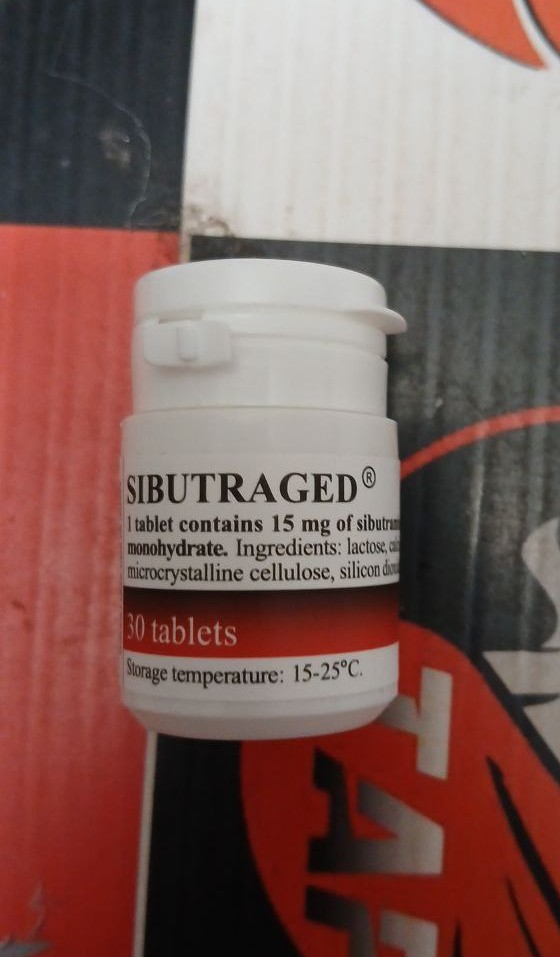 SIBUTRAGED®
1 tablet contains 15 mg of
monohydrate. Ingredients: lactose,
microcrystalline cellulose, silicon
30 tablets
Storage temperature: 15-25°C.
TAP